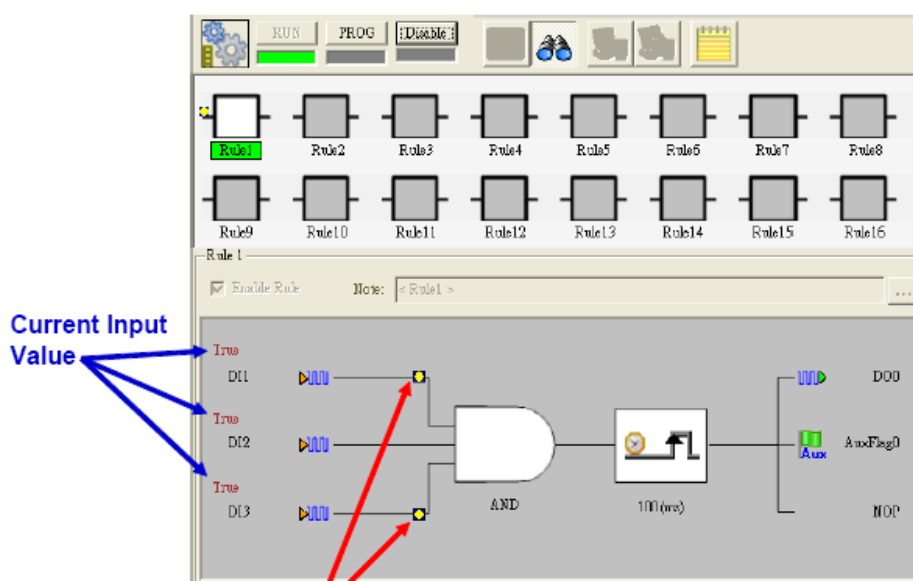 RUN PROG Disable
Rule1 Rule2 Rule3 Rule4 Rule5 Rule6 Rule7 Rule8
Rule9 Rule10 Rule11 Rule12 Rule13 Rule14 Rule15 Rule16
Rule 1
Enable Rule Note: < Rule1 > ...
Current Input
Value
True
DI1 DO0
True
DI2 Aux AuxFlag0
True
DI3 AND 100 (ms) NOP